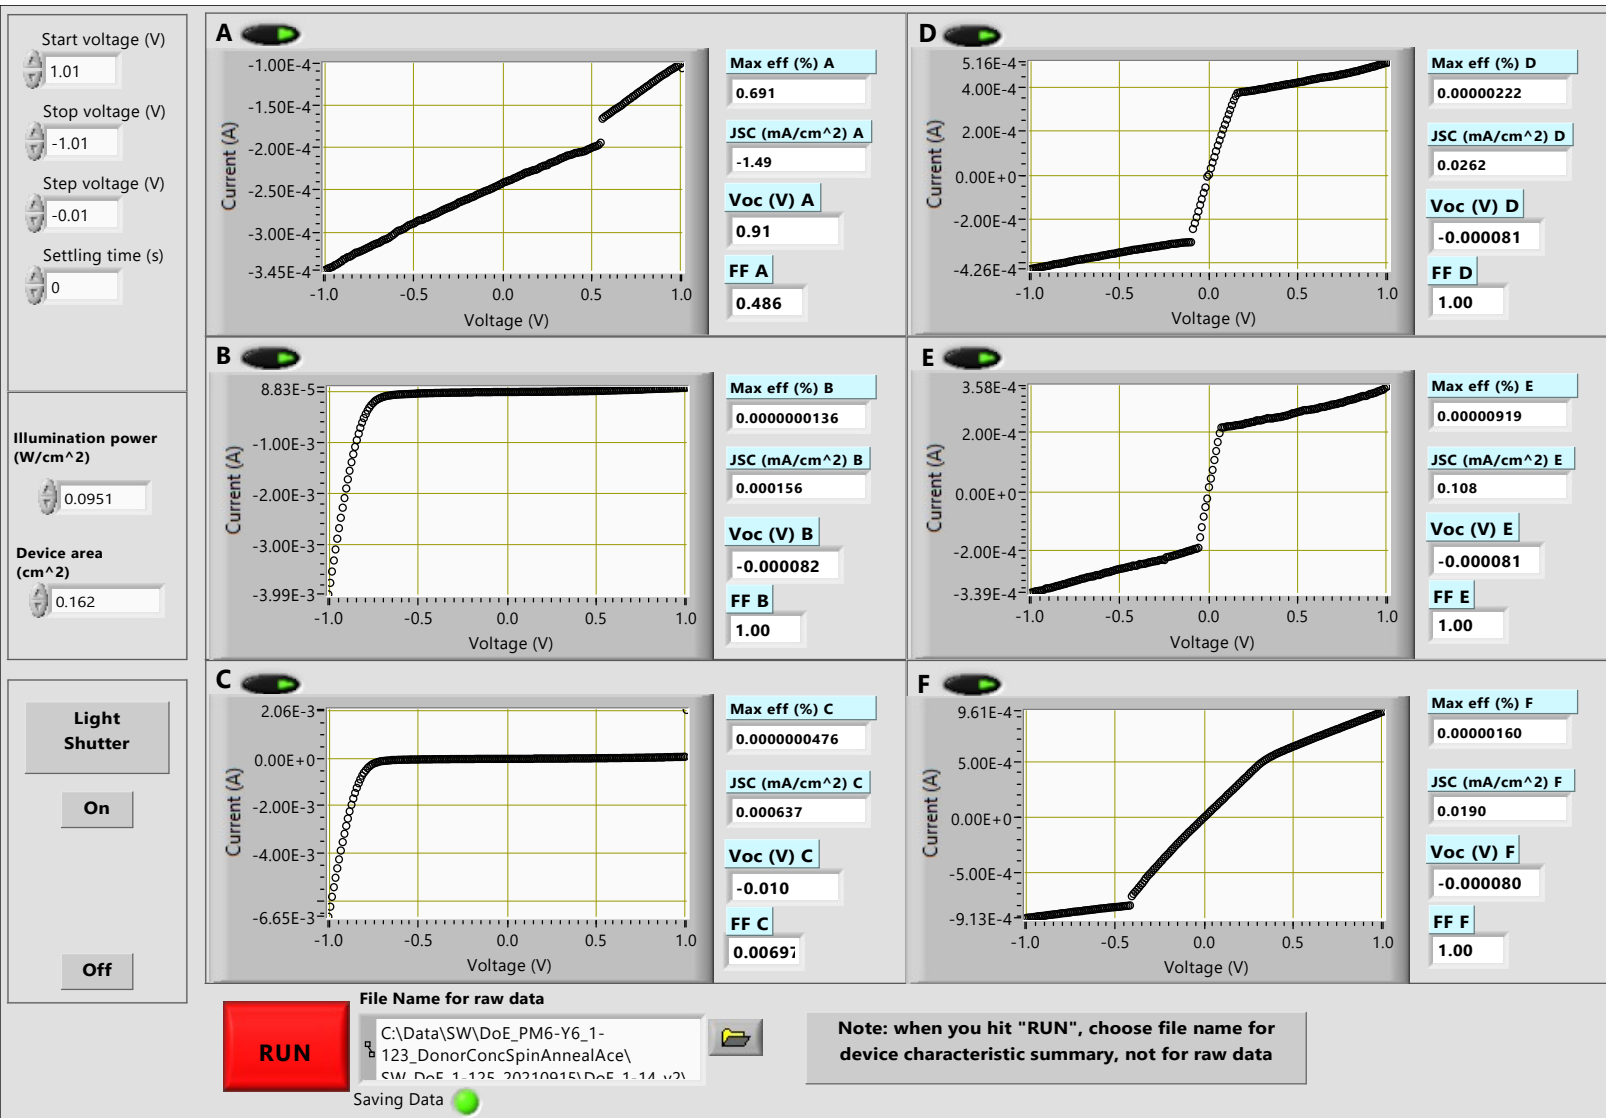 Start voltage (V)
1.01
Stop voltage (V)
-1.01
Step voltage (V)
-0.01
Settling time (s)
0
Illumination power
(W/cm^2)
0.0951
Device area
(cm^2)
0.162
Light
Shutter
On
Off
A
-1.00E-4
-1.50E-4
-2.00E-4
-2.50E-4
-3.00E-4
-3.45E-4
Current (A)
-1.0 -0.5 0.0 0.5 1.0
Voltage (V)
Max eff (%) A
0.691
JSC (mA/cm^2) A
-1.49
Voc (V) A
0.91
FF A
0.486
B
8.83E-5
-1.00E-3
-2.00E-3
-3.00E-3
-3.99E-3
Current (A)
-1.0 -0.5 0.0 0.5 1.0
Voltage (V)
Max eff (%) B
0.0000000136
JSC (mA/cm^2) B
0.000156
Voc (V) B
-0.000082
FF B
1.00
C
2.06E-3
0.00E+0
-2.00E-3
-4.00E-3
-6.65E-3
Current (A)
-1.0 -0.5 0.0 0.5 1.0
Voltage (V)
Max eff (%) C
0.0000000476
JSC (mA/cm^2) C
0.000637
Voc (V) C
-0.010
FF C
0.00697
D
5.16E-4
4.00E-4
2.00E-4
0.00E+0
-2.00E-4
-4.26E-4
Current (A)
-1.0 -0.5 0.0 0.5 1.0
Voltage (V)
Max eff (%) D
0.00000222
JSC (mA/cm^2) D
0.0262
Voc (V) D
-0.000081
FF D
1.00
E
3.58E-4
2.00E-4
0.00E+0
-2.00E-4
-3.39E-4
Current (A)
-1.0 -0.5 0.0 0.5 1.0
Voltage (V)
Max eff (%) E
0.00000919
JSC (mA/cm^2) E
0.108
Voc (V) E
-0.000081
FF E
1.00
F
9.61E-4
5.00E-4
0.00E+0
-5.00E-4
-9.13E-4
Current (A)
-1.0 -0.5 0.0 0.5 1.0
Voltage (V)
Max eff (%) F
0.00000160
JSC (mA/cm^2) F
0.0190
Voc (V) F
-0.000080
FF F
1.00
RUN
File Name for raw data
C:\Data\SW\DoE_PM6-Y6_1-
123_DonorConcSpinAnnealAce\
SW_DoE_1-125_20210915\DoE_1-14_v2\
Saving Data
Note: when you hit "RUN", choose file name for
device characteristic summary, not for raw data